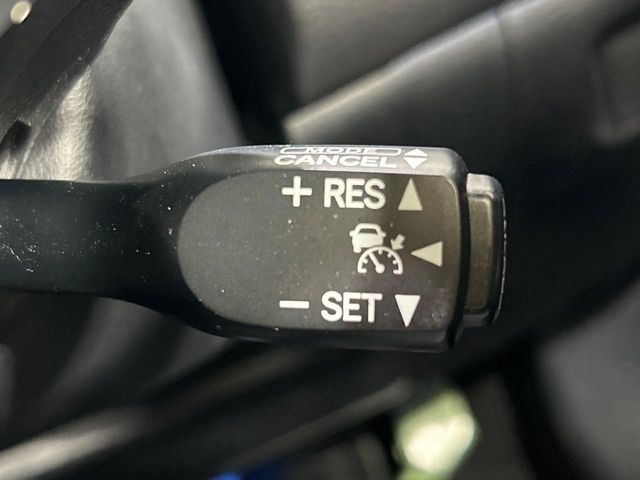 MODE
CANCEL
+ RES
− SET